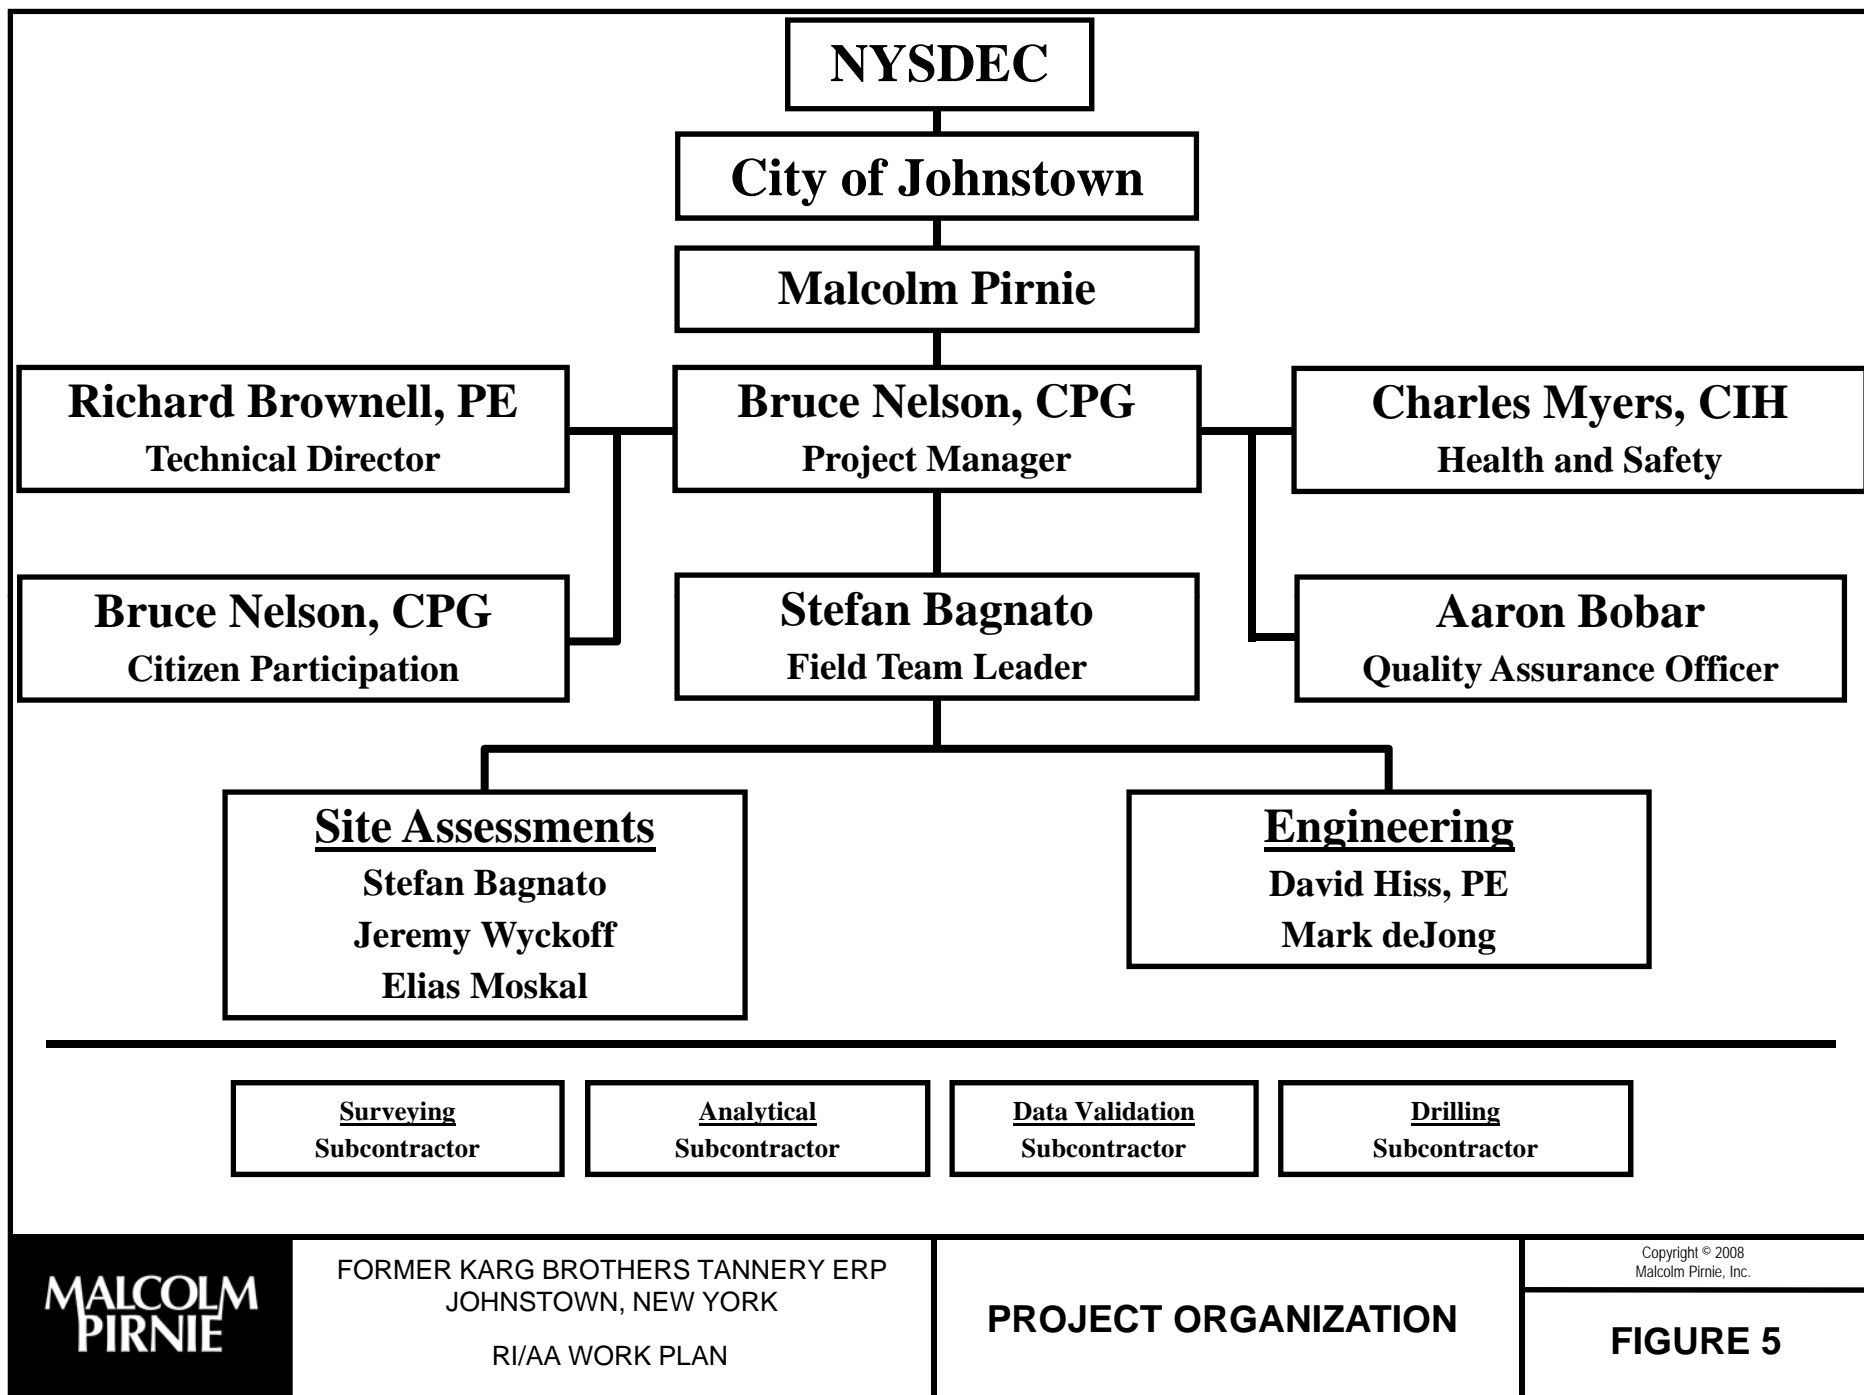 NYSDEC
City of Johnstown
Malcolm Pirnie
Richard Brownell, PE
Technical Director
Bruce Nelson, CPG
Project Manager
Charles Myers, CIH
Health and Safety
Bruce Nelson, CPG
Citizen Participation
Stefan Bagnato
Field Team Leader
Aaron Bobar
Quality Assurance Officer
Site Assessments
Stefan Bagnato
Jeremy Wyckoff
Elias Moskal
Engineering
David Hiss, PE
Mark deJong
Surveying
Subcontractor
Analytical
Subcontractor
Data Validation
Subcontractor
Drilling
Subcontractor
MALCOLM
PIRNIE
FORMER KARG BROTHERS TANNERY ERP
JOHNSTOWN, NEW YORK
RI/AA WORK PLAN
PROJECT ORGANIZATION
Copyright © 2008
Malcolm Pirnie, Inc.
FIGURE 5